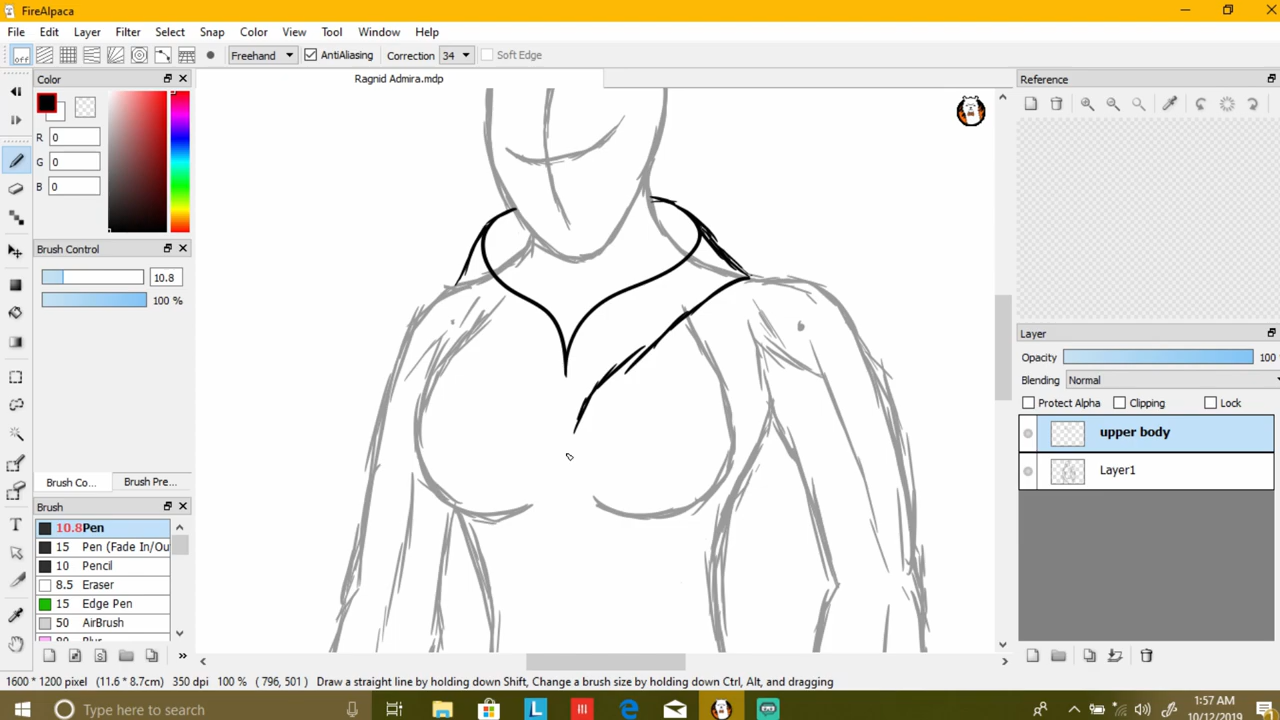 FireAlpaca
File Edit Layer Filter Select Snap Color View Tool Window Help
off Freehand AntiAliasing Correction 34 Soft Edge
Color
Ragnid Admira.mdp
Reference
R 0
G 0
B 0
Brush Control
10.8
100 %
Layer
Opacity 100
Blending Normal
Protect Alpha Clipping Lock
upper body
Layer1
Brush Co... Brush Pre...
Brush
10.8 Pen
15 Pen (Fade In/Ou
10 Pencil
8.5 Eraser
15 Edge Pen
50 AirBrush
80 Blur
1600 * 1200 pixel (11.6 * 8.7cm) 350 dpi 100 % ( 796, 501 ) Draw a straight line by holding down Shift, Change a brush size by holding down Ctrl, Alt, and dragging
Type here to search
1:57 AM
10/12/2019